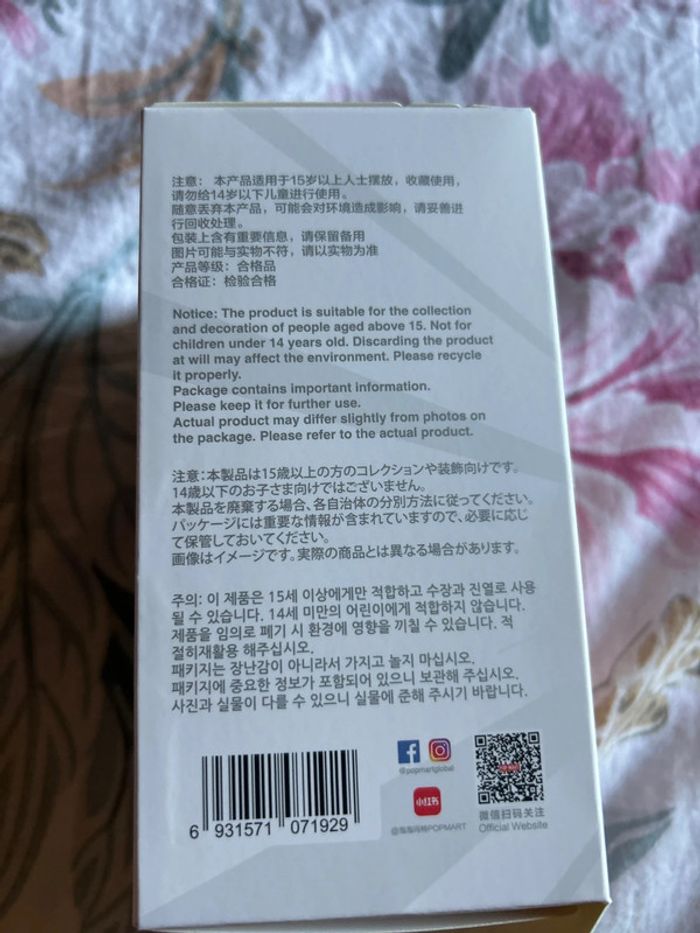 注意： 本产品适用于15岁以上人士摆放，收藏使用，
请勿给14岁以下儿童进行使用。
随意丢弃本产品，可能会对环境造成影响，请妥善进
行回收处理。
包装上含有重要信息，请保留备用
图片可能与实物不符，请以实物为准
产品等级：合格品
合格证：检验合格
Notice: The product is suitable for the collection
and decoration of people aged above 15. Not for
children under 14 years old. Discarding the product
at will may affect the environment. Please recycle
it properly.
Package contains important information.
Please keep it for further use.
Actual product may differ slightly from photos on
the package. Please refer to the actual product.
注意：本製品は15歳以上の方のコレクションや装飾向けです。
14歳以下のお子さま向けではございません。
本製品を廃棄する場合、各自治体の分別方法に従ってください。
パッケージには重要な情報が含まれていますので、必要に応じ
て保管しておいてください。
画像はイメージです。実際の商品とは異なる場合があります。
주의: 이 제품은 15세 이상에게만 적합하고 수장과 진열로 사용
될 수 있습니다. 14세 미만의 어린이에게 적합하지 않습니다.
제품을 임의로 폐기 시 환경에 영향을 끼칠 수 있습니다. 적
절히재활용 해주십시오.
패키지는 장난감이 아니라서 가지고 놀지 마십시오.
패키지에 중요한 정보가 포함되어 있으니 보관해 주십시오.
사진과 실물이 다를 수 있으니 실물에 준해 주시기 바랍니다.
6 931571 071929
@popmartglobal
小红书
@泡泡玛特POPMART
POP MART
微信扫码关注
Official Website